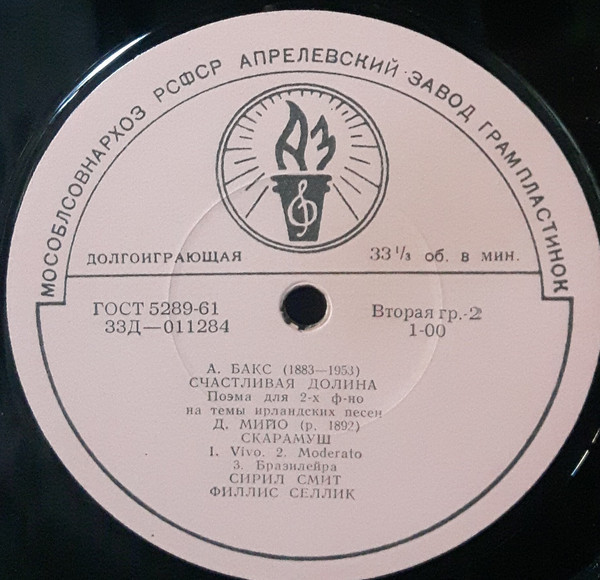 МОСОБЛСОВНАРХОЗ РСФСР АПРЕЛЕВСКИЙ ЗАВОД ГРАМПЛАСТИНОК
АЗ
ДОЛГОИГРАЮЩАЯ 33 1/3 об. в мин.
ГОСТ 5289-61 Вторая гр.-2
33Д—011284 1-00
А. БАКС (1883—1953)
СЧАСТЛИВАЯ ДОЛИНА
Поэма для 2-х ф-но
на темы ирландских песен
Д. МИЙО (р. 1892)
СКАРАМУШ
1. Vivo. 2. Moderato
3. Бразилейра
СИРИЛ СМИТ
ФИЛЛИС СЕЛЛИК